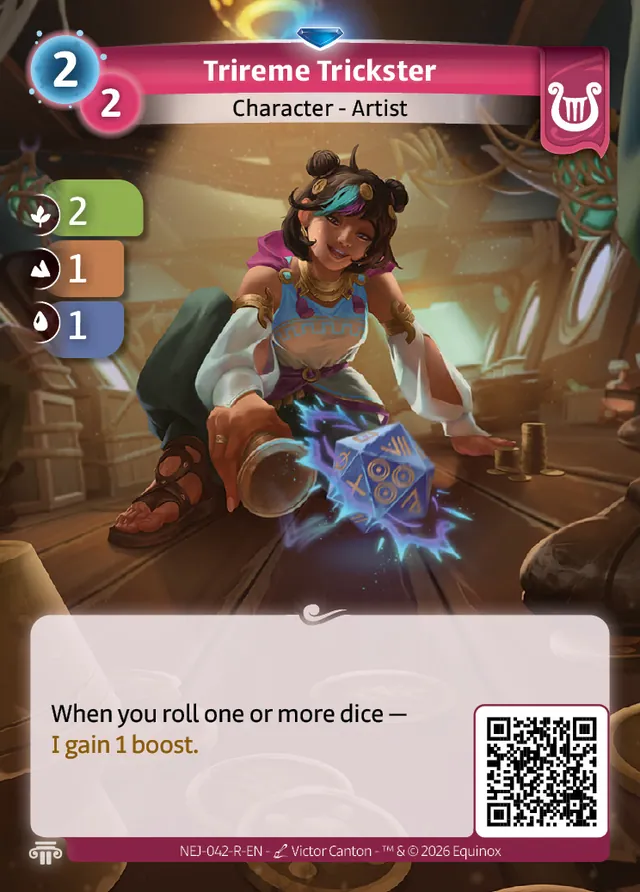 2
Trireme Trickster
2
Character - Artist
2
1
1
When you roll one or more dice —
I gain 1 boost.
NEJ-042-R-EN - Victor Canton - ™ & © 2026 Equinox